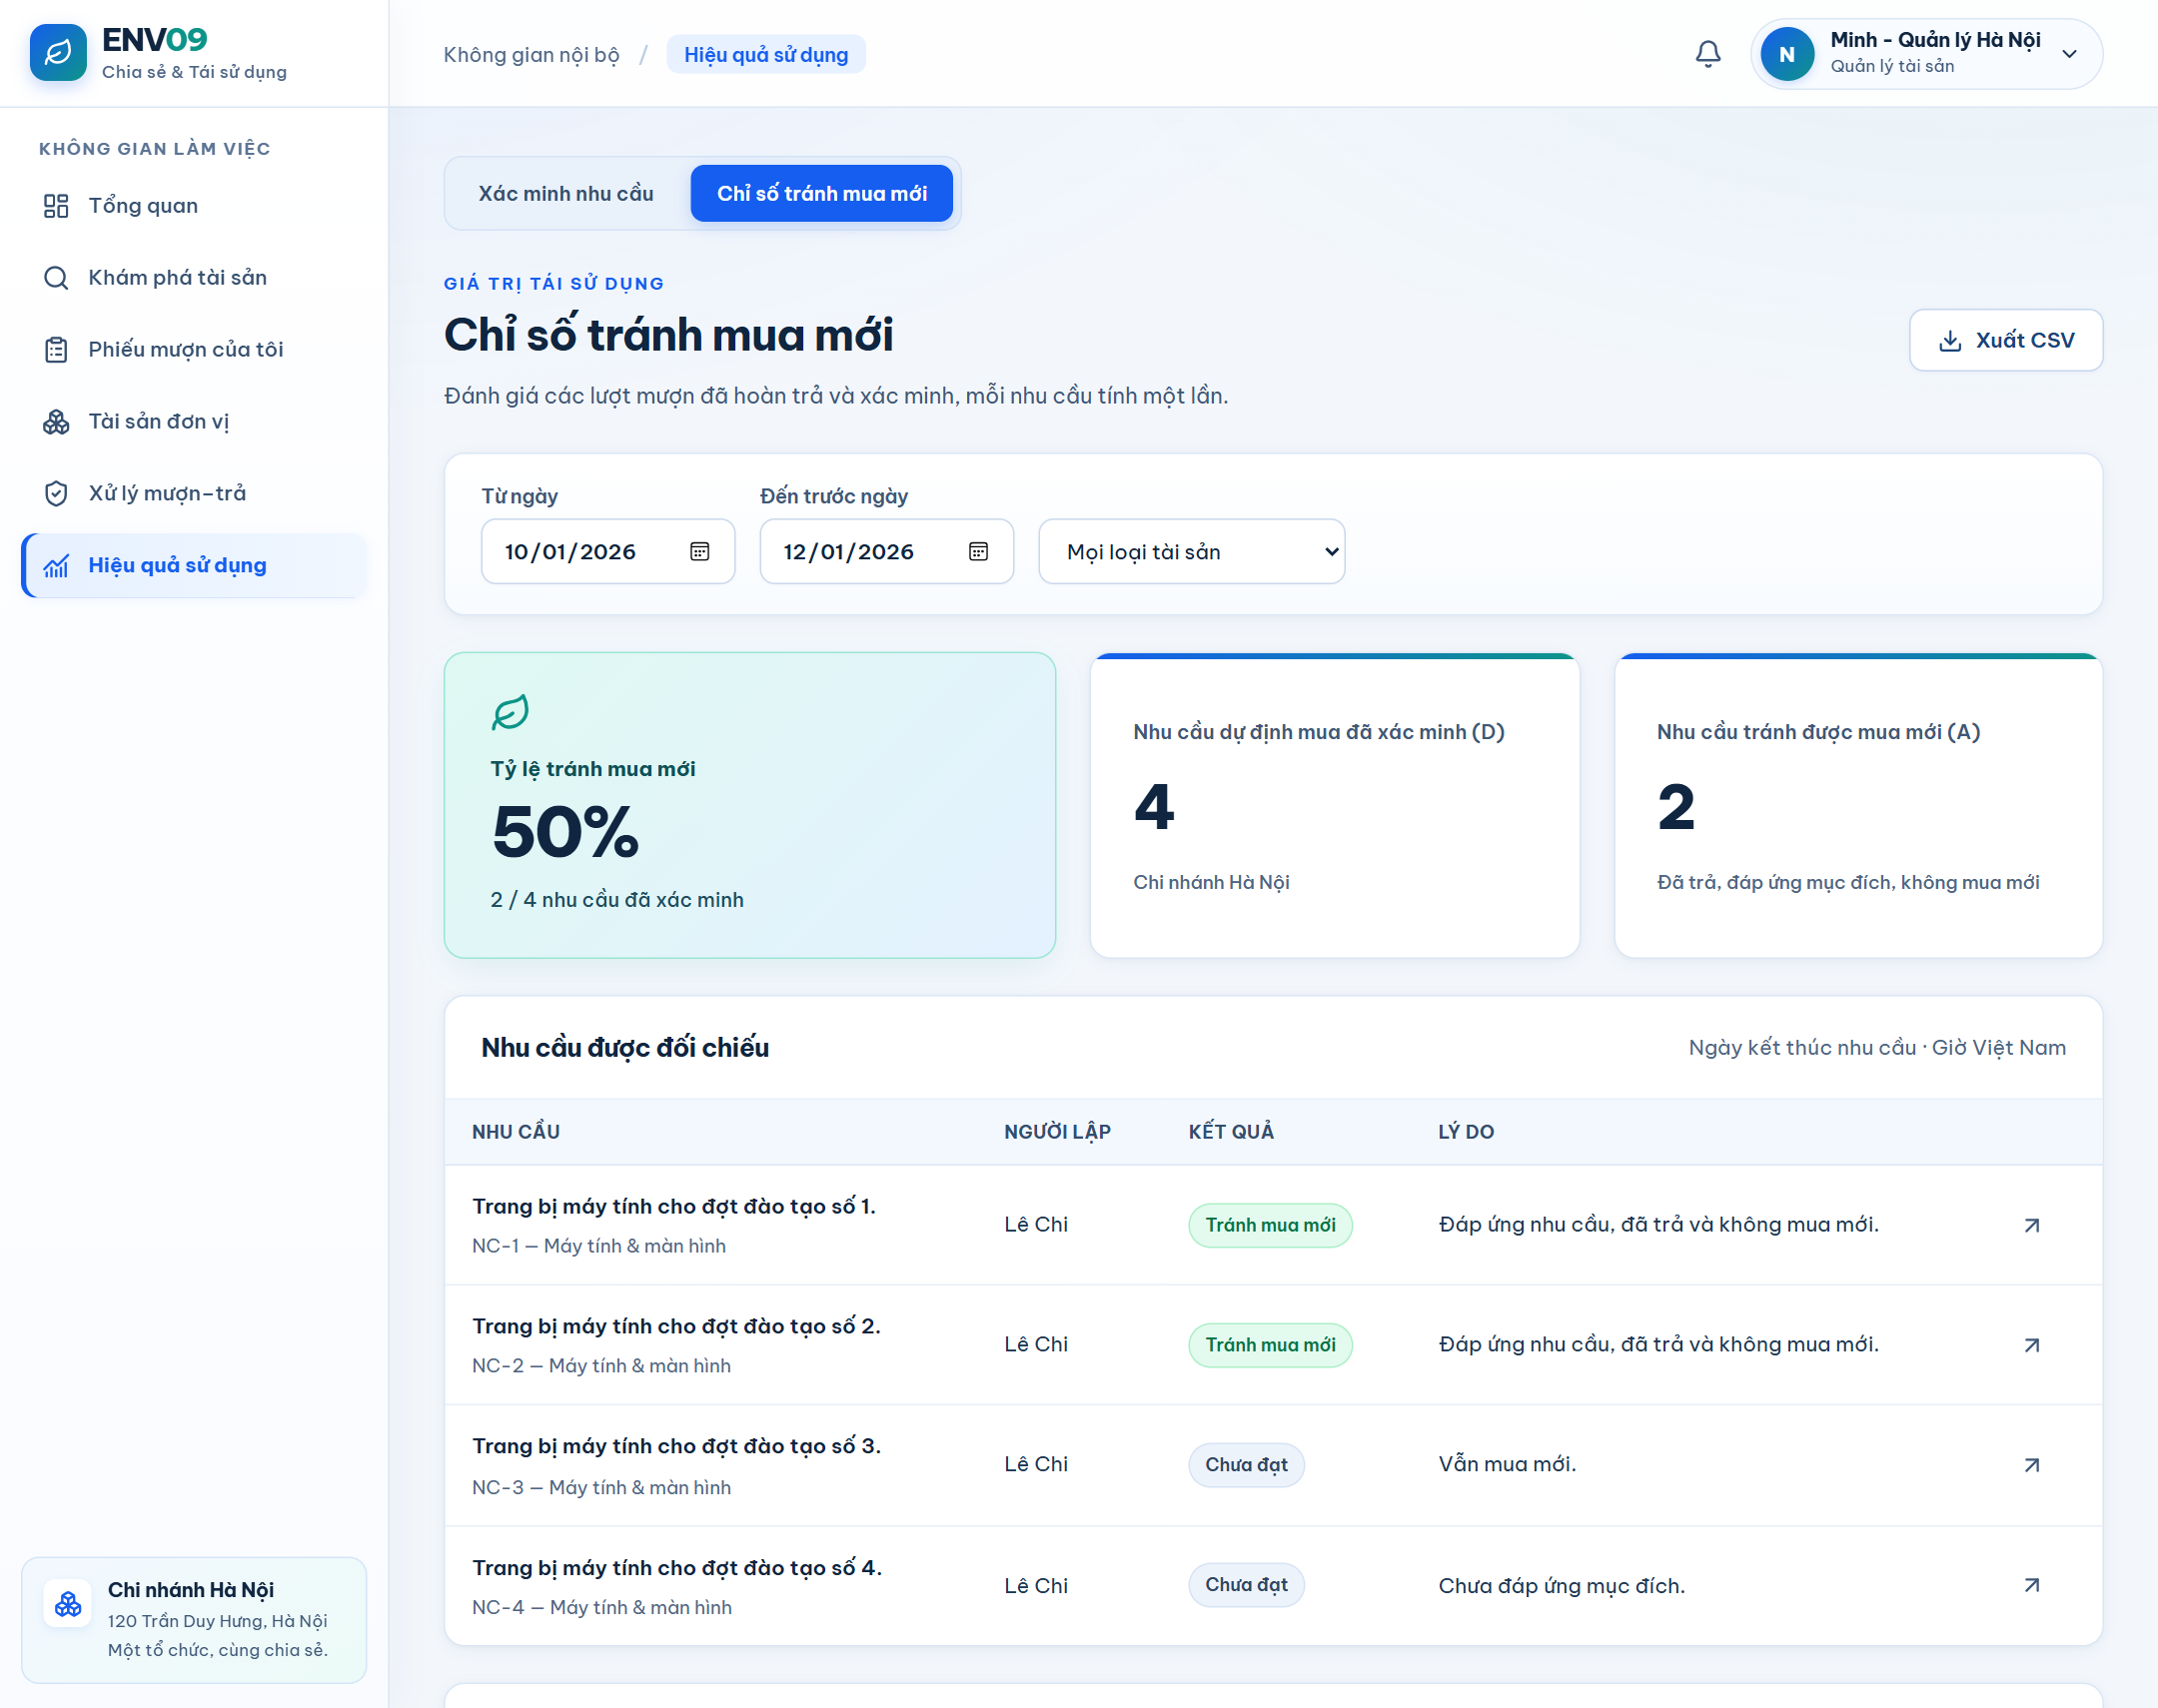 ENV09
Chia sẻ & Tái sử dụng
KHÔNG GIAN LÀM VIỆC
Tổng quan
Khám phá tài sản
Phiếu mượn của tôi
Tài sản đơn vị
Xử lý mượn–trả
Hiệu quả sử dụng
Chi nhánh Hà Nội
120 Trần Duy Hưng, Hà Nội
Một tổ chức, cùng chia sẻ.
Không gian nội bộ / Hiệu quả sử dụng
N
Minh - Quản lý Hà Nội
Quản lý tài sản
Xác minh nhu cầu
Chỉ số tránh mua mới
GIÁ TRỊ TÁI SỬ DỤNG
Chỉ số tránh mua mới
Đánh giá các lượt mượn đã hoàn trả và xác minh, mỗi nhu cầu tính một lần.
Xuất CSV
Từ ngày
Đến trước ngày
10/01/2026
12/01/2026
Mọi loại tài sản
Tỷ lệ tránh mua mới
50%
2 / 4 nhu cầu đã xác minh
Nhu cầu dự định mua đã xác minh (D)
4
Chi nhánh Hà Nội
Nhu cầu tránh được mua mới (A)
2
Đã trả, đáp ứng mục đích, không mua mới
Nhu cầu được đối chiếu
Ngày kết thúc nhu cầu · Giờ Việt Nam
NHU CẦU NGƯỜI LẬP KẾT QUẢ LÝ DO
Trang bị máy tính cho đợt đào tạo số 1.
NC-1 — Máy tính & màn hình
Lê Chi
Tránh mua mới
Đáp ứng nhu cầu, đã trả và không mua mới.
Trang bị máy tính cho đợt đào tạo số 2.
NC-2 — Máy tính & màn hình
Lê Chi
Tránh mua mới
Đáp ứng nhu cầu, đã trả và không mua mới.
Trang bị máy tính cho đợt đào tạo số 3.
NC-3 — Máy tính & màn hình
Lê Chi
Chưa đạt
Vẫn mua mới.
Trang bị máy tính cho đợt đào tạo số 4.
NC-4 — Máy tính & màn hình
Lê Chi
Chưa đạt
Chưa đáp ứng mục đích.